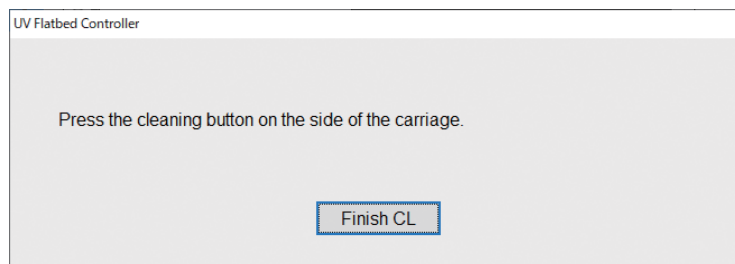 UV Flatbed Controller
Press the cleaning button on the side of the carriage.
Finish CL